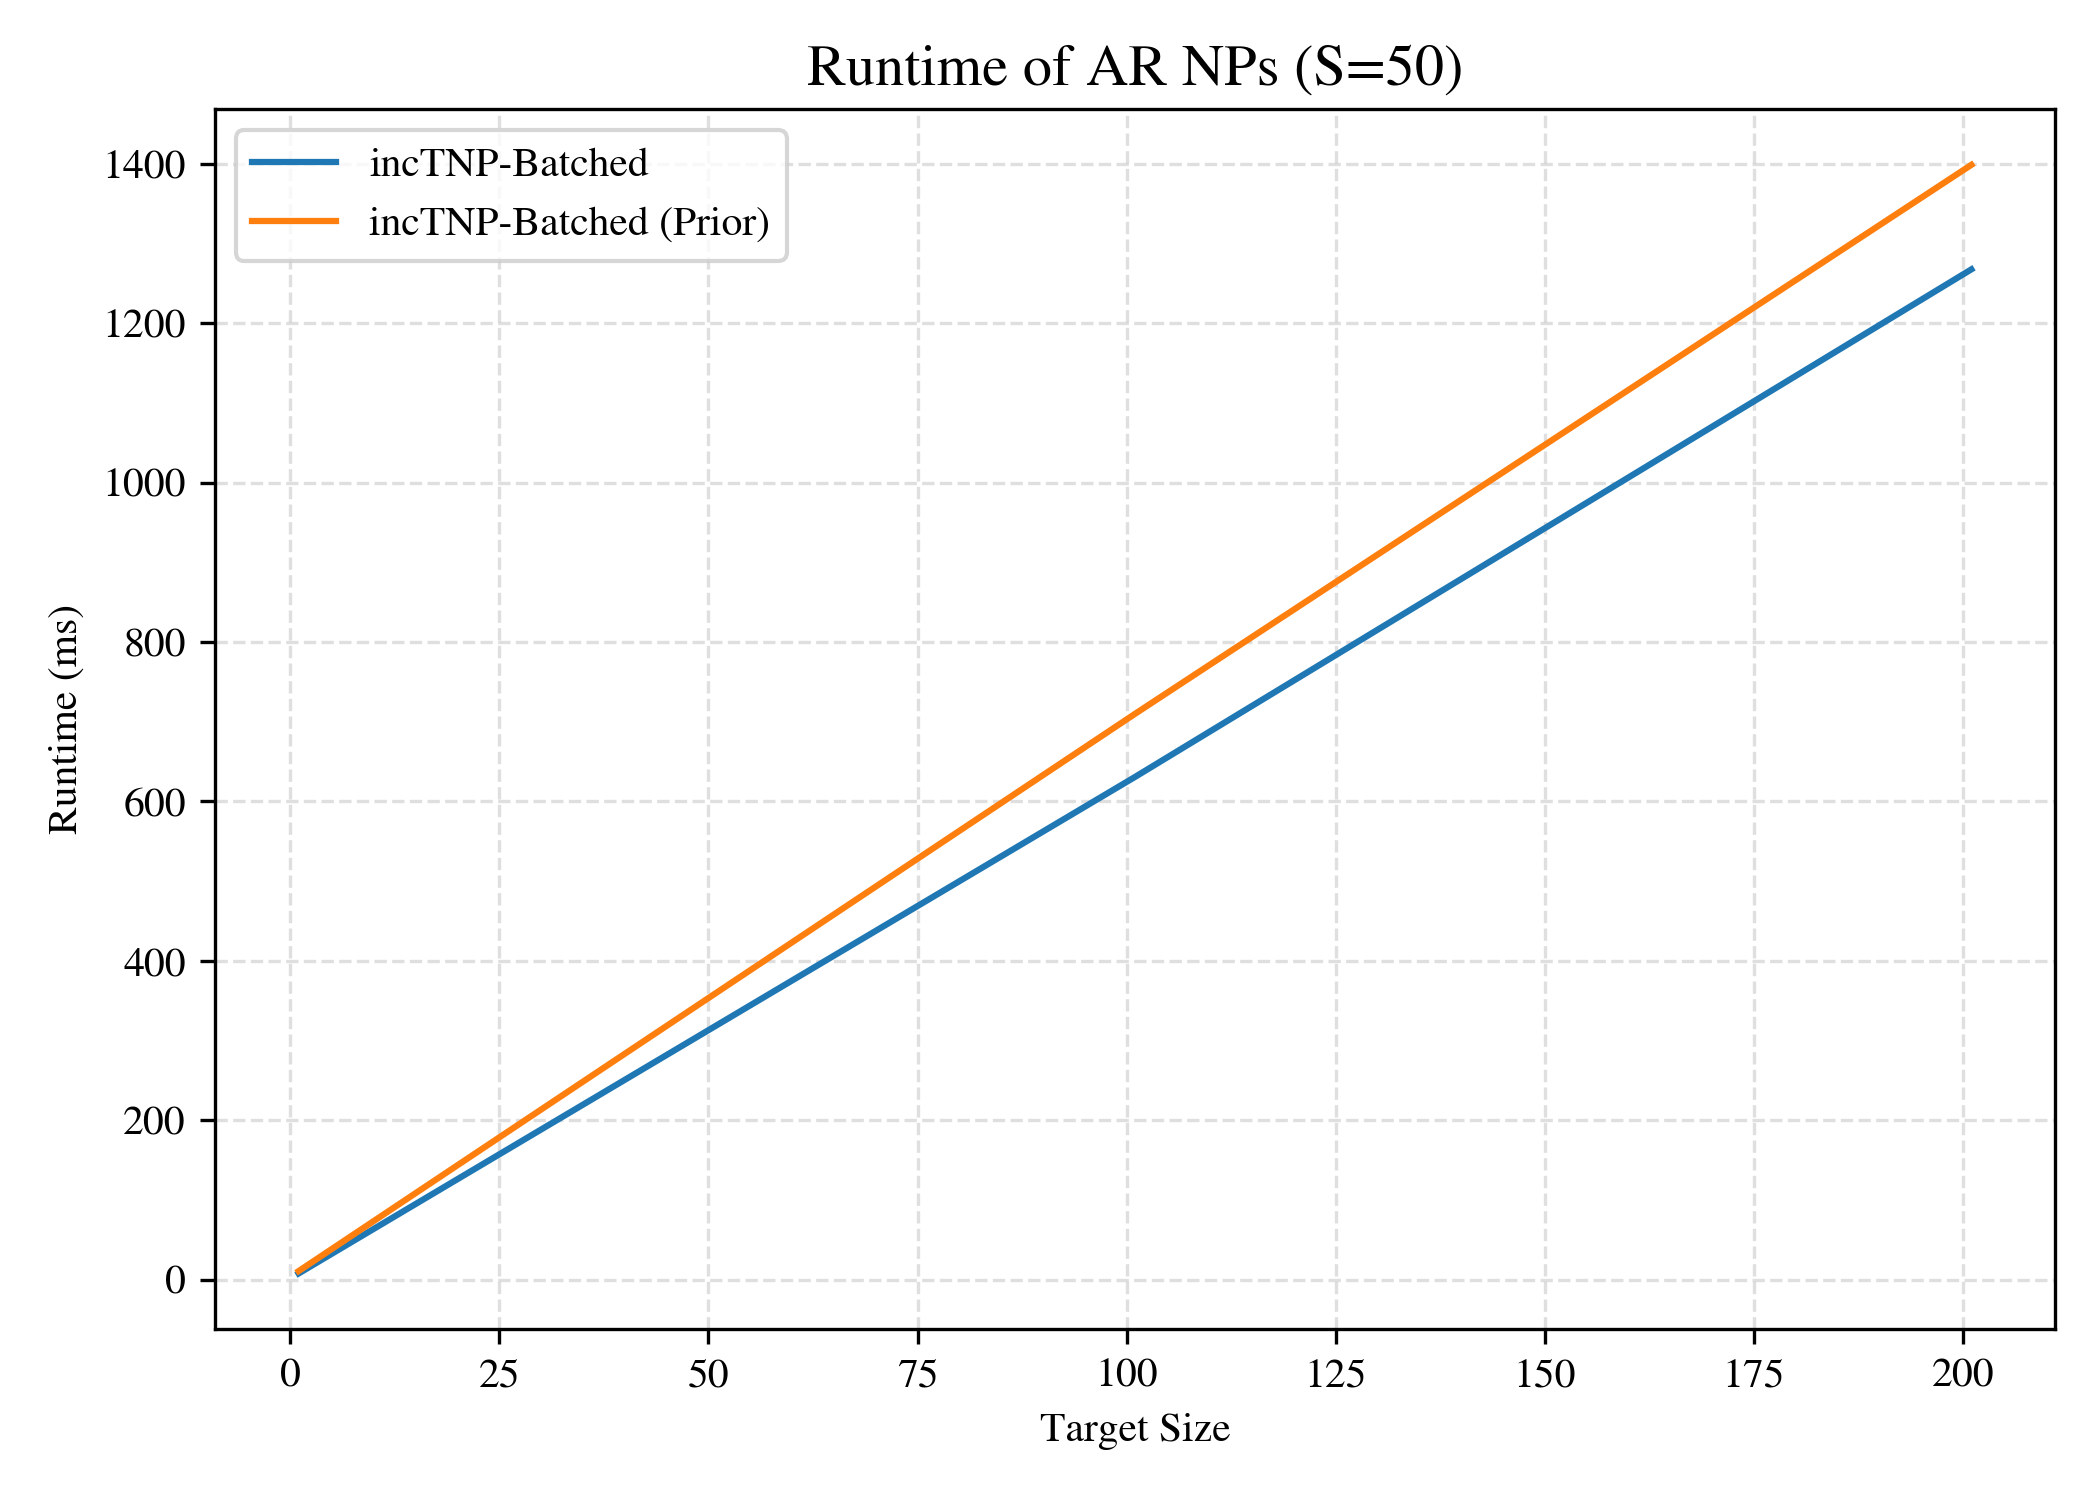 Runtime of AR NPs (S=50)
incTNP-Batched
incTNP-Batched (Prior)
1400
1200
1000
800
600
400
200
0
Runtime (ms)
0 25 50 75 100 125 150 175 200
Target Size